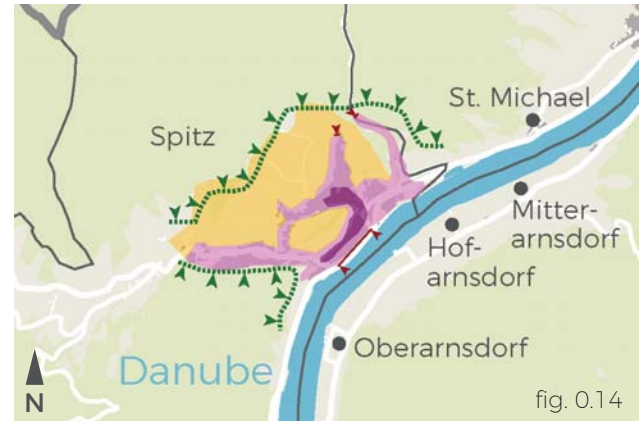 St. Michael
Spitz
Mitter-
arnsdorf
Hof-
arnsdorf
Oberarnsdorf
Danube
N
fig. 0.14